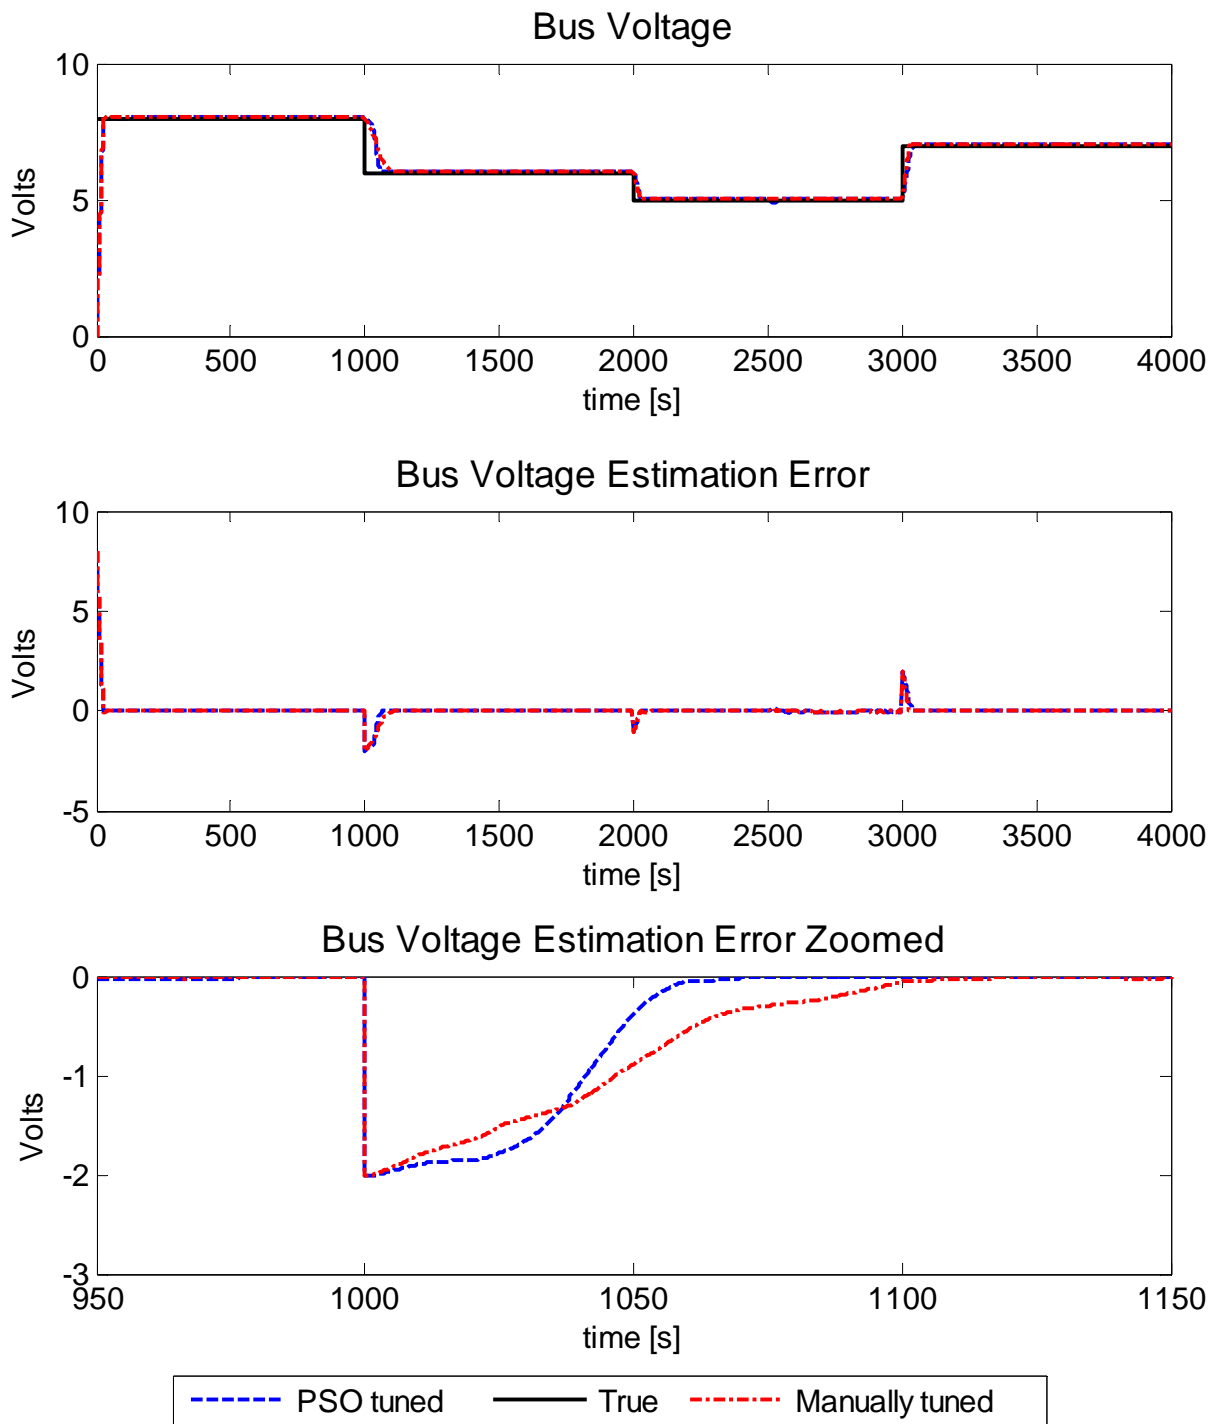 Bus Voltage
10
5
0
Volts
0 500 1000 1500 2000 2500 3000 3500 4000
time [s]
Bus Voltage Estimation Error
10
5
0
-5
Volts
0 500 1000 1500 2000 2500 3000 3500 4000
time [s]
Bus Voltage Estimation Error Zoomed
0
-1
-2
-3
Volts
950 1000 1050 1100 1150
time [s]
PSO tuned True Manually tuned